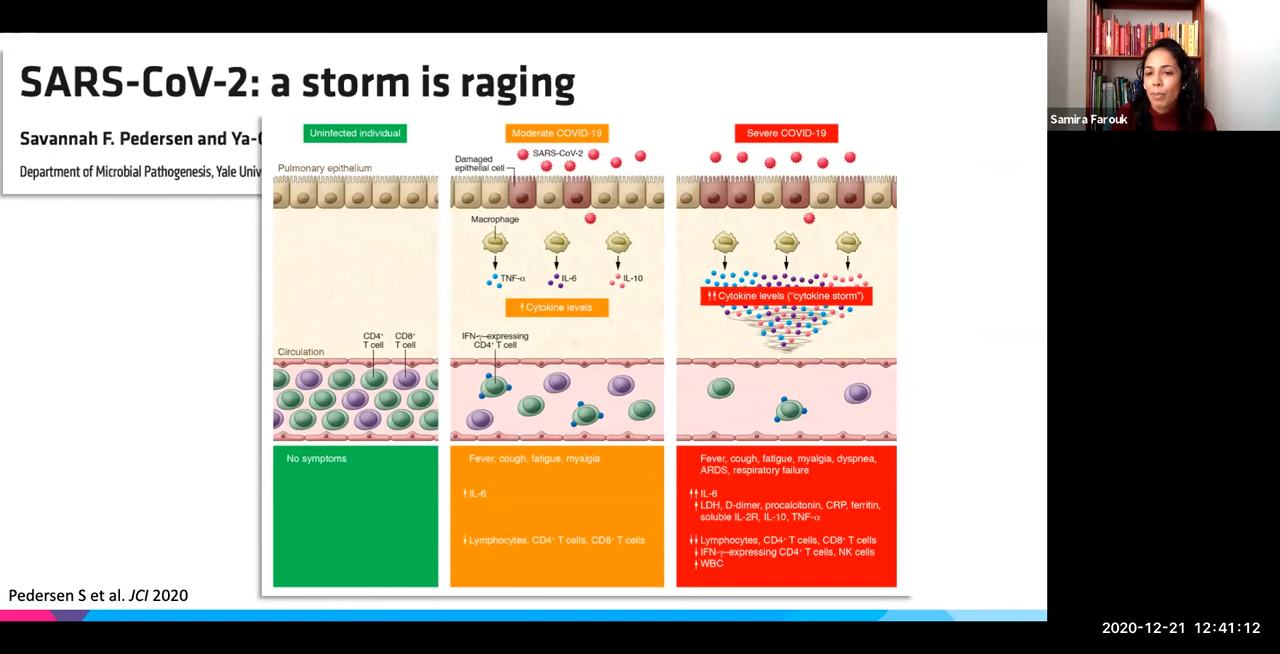 SARS-CoV-2: a storm is raging
Savannah F. Pedersen and
Department of Microbial Pathogenesis, Yale
Samira Farouk
Uninfected individual
Moderate COVID-19
Severe COVID-19
Pulmonary epithelium
Damaged
epithelial cell
SARS-CoV-2
Macrophage
TNF-α
IL-6
IL-10
↑ Cytokine levels
↑↑ Cytokine levels ("cytokine storm")
Circulation
CD4⁺
T cell
CD8⁺
T cell
IFN-γ–expressing
CD4⁺ T cell
No symptoms
Fever, cough, fatigue, myalgia
↑ IL-6
↓ Lymphocytes, CD4⁺ T cells, CD8⁺ T cells
Fever, cough, fatigue, myalgia, dyspnea,
ARDS, respiratory failure
↑↑ IL-6
↑ LDH, D-dimer, procalcitonin, CRP, ferritin,
soluble IL-2R, IL-10, TNF-α
↓↓ Lymphocytes, CD4⁺ T cells, CD8⁺ T cells
↓ IFN-γ–expressing CD4⁺ T cells, NK cells
↑ WBC
Pedersen S et al. JCI 2020
2020-12-21 12:41:12